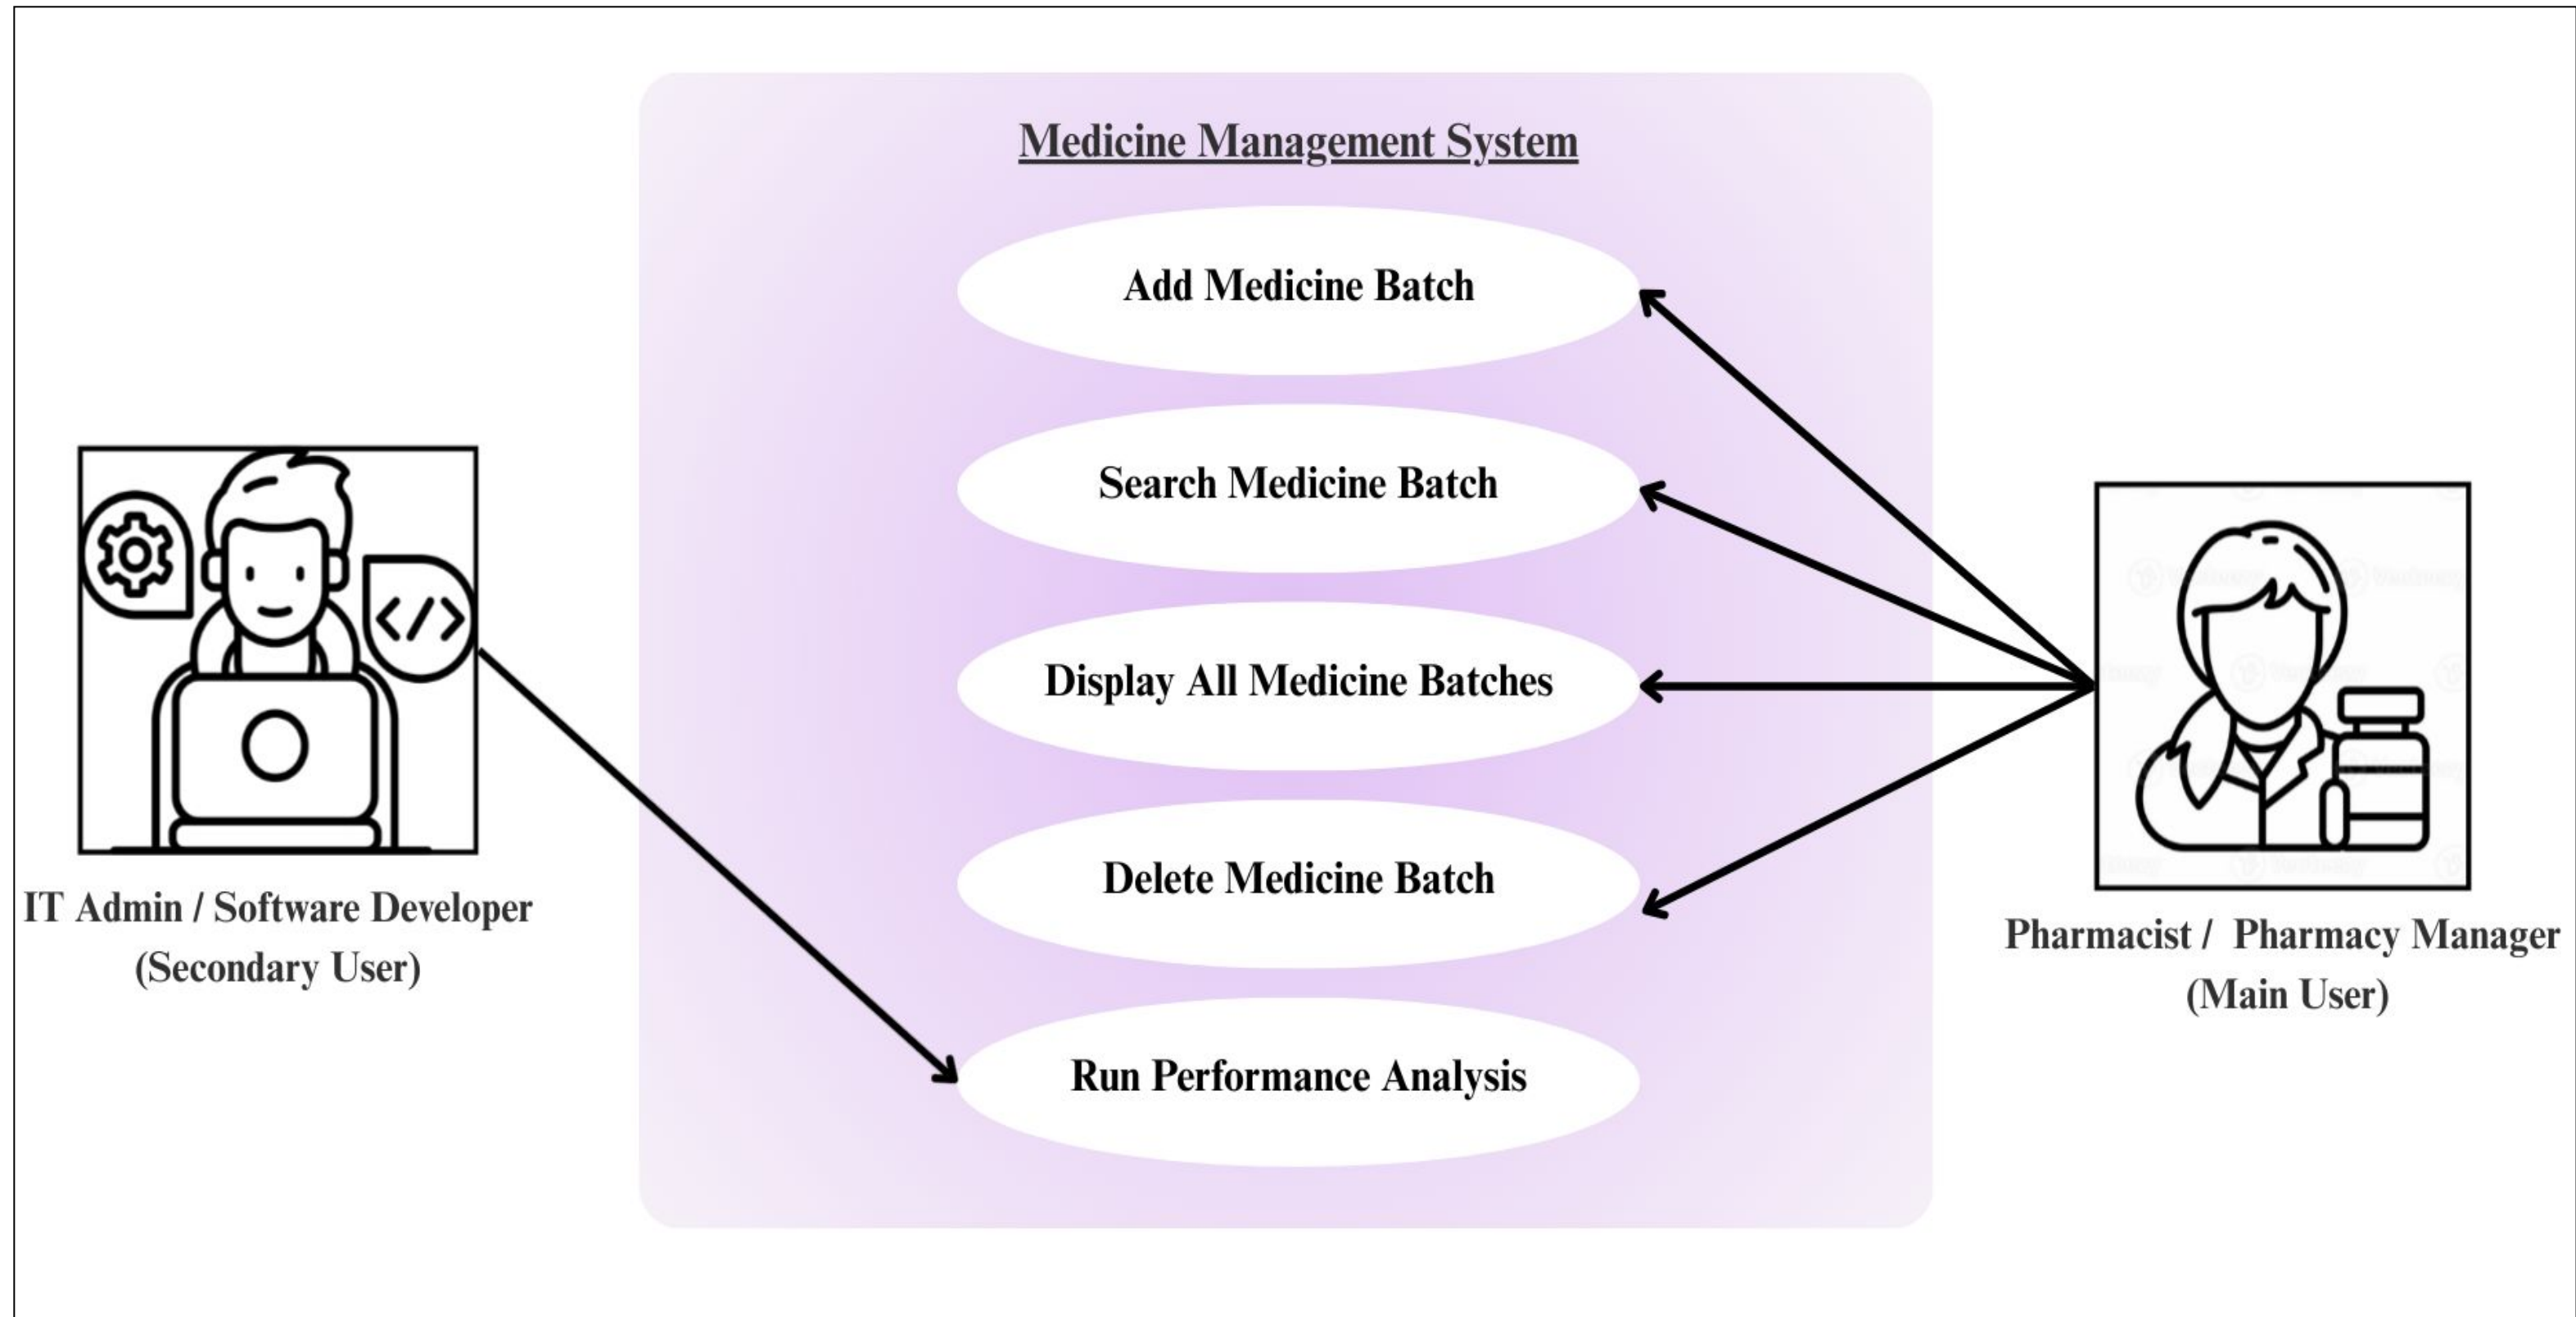 Medicine Management System
Add Medicine Batch
Search Medicine Batch
Display All Medicine Batches
Delete Medicine Batch
Run Performance Analysis
IT Admin / Software Developer
(Secondary User)
Pharmacist / Pharmacy Manager
(Main User)